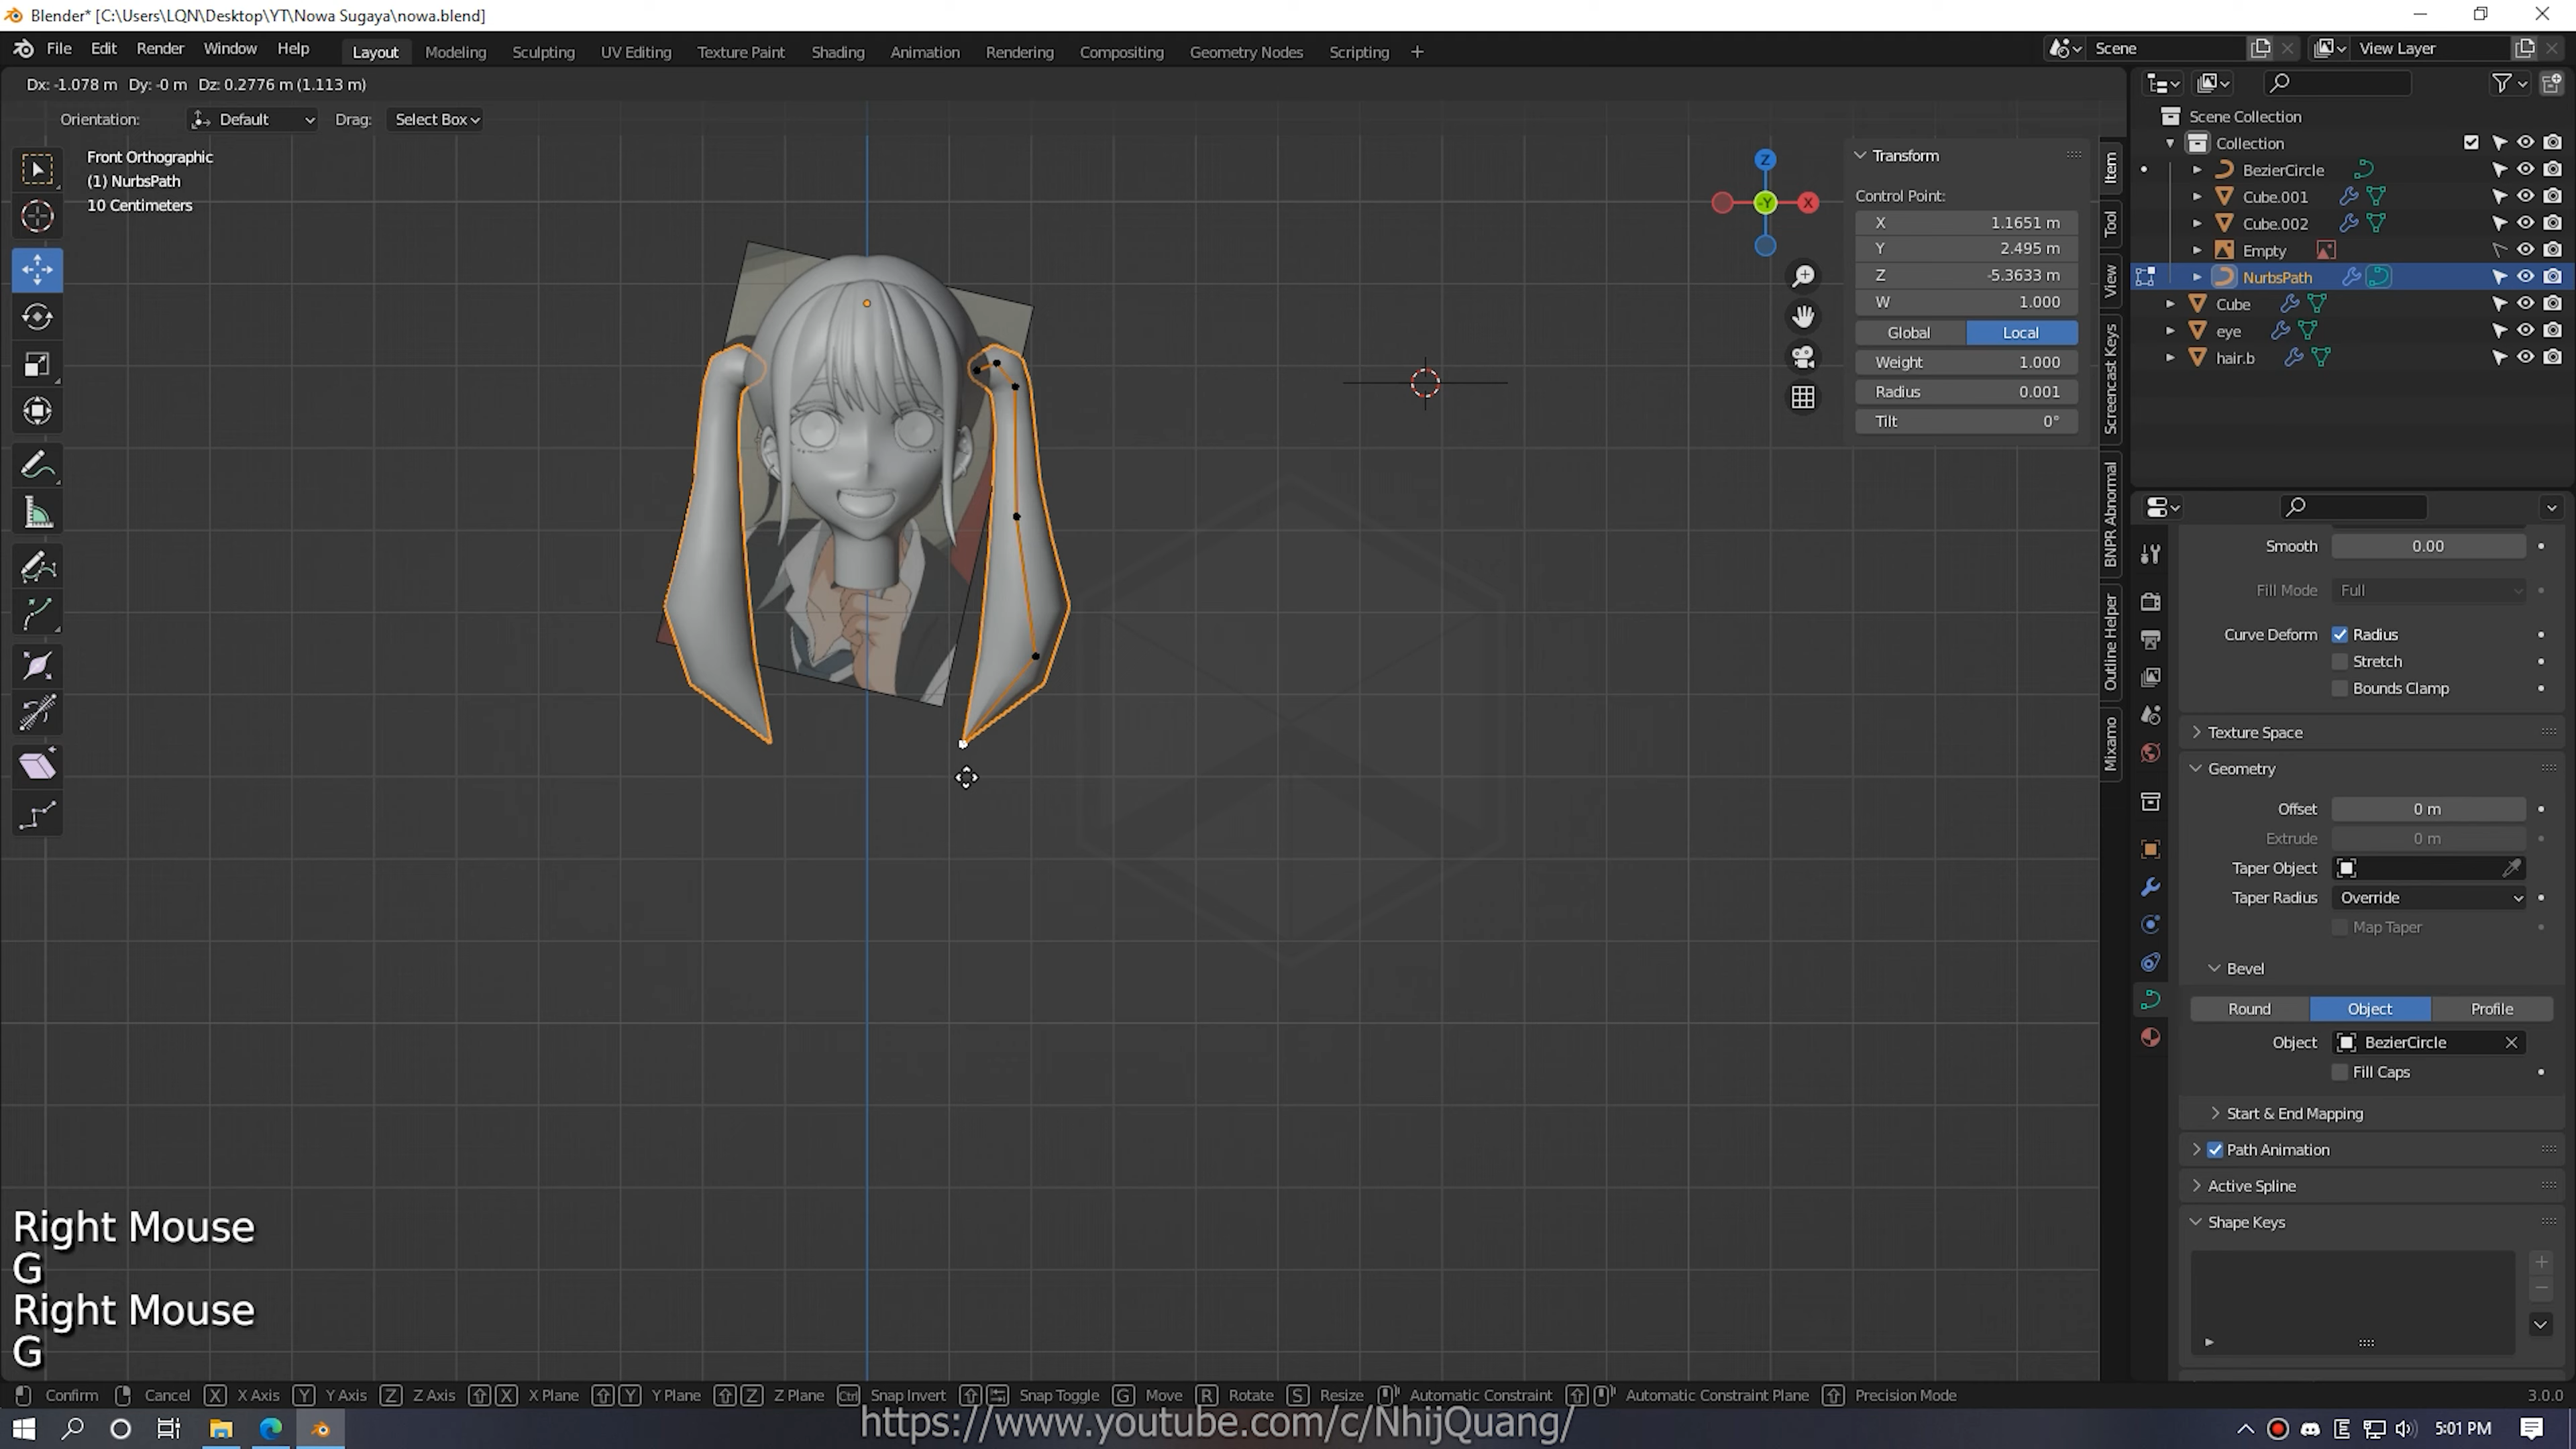 Blender* [C:\Users\LQN\Desktop\YT\Nowa Sugaya\nowa.blend]
File Edit Render Window Help Layout Modeling Sculpting UV Editing Texture Paint Shading Animation Rendering Compositing Geometry Nodes Scripting + Scene View Layer
Dx: -1.078 m Dy: -0 m Dz: 0.2776 m (1.113 m)
Orientation: Default Drag: Select Box
Front Orthographic
(1) NurbsPath
10 Centimeters
Z
-Y
X
Transform
Control Point:
X 1.1651 m
Y 2.495 m
Z -5.3633 m
W 1.000
Global Local
Weight 1.000
Radius 0.001
Tilt 0°
Item
Tool
View
Screencast Keys
BNPR Abnormal
Outline Helper
Mixamo
Scene Collection
Collection
BezierCircle
Cube.001
Cube.002
Empty
NurbsPath
Cube
eye
hair.b
Smooth 0.00
Fill Mode Full
Curve Deform Radius
Stretch
Bounds Clamp
Texture Space
Geometry
Offset 0 m
Extrude 0 m
Taper Object
Taper Radius Override
Map Taper
Bevel
Round Object Profile
Object BezierCircle
Fill Caps
Start & End Mapping
Path Animation
Active Spline
Shape Keys
Right Mouse
G
Right Mouse
G
Confirm Cancel X X Axis Y Y Axis Z Z Axis X X Plane Y Y Plane Z Z Plane Ctrl Snap Invert Snap Toggle G Move R Rotate S Resize Automatic Constraint Automatic Constraint Plane Precision Mode 3.0.0
https://www.youtube.com/c/NhijQuang/
E 5:01 PM